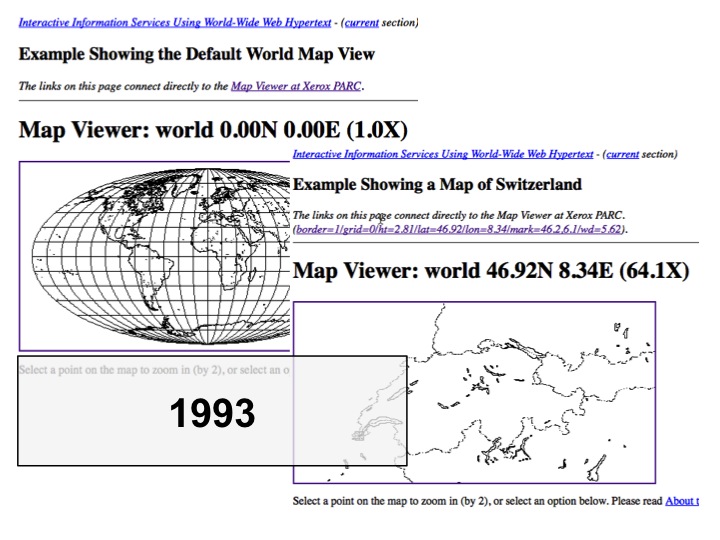 Interactive Information Services Using World-Wide Web Hypertext - (current section)
Example Showing the Default World Map View
The links on this page connect directly to the Map Viewer at Xerox PARC.
Map Viewer: world 0.00N 0.00E (1.0X)
Select a point on the map to zoom in (by 2), or select an o
1993
Interactive Information Services Using World-Wide Web Hypertext - (current section)
Example Showing a Map of Switzerland
The links on this page connect directly to the Map Viewer at Xerox PARC.
(border=1/grid=0/ht=2.81/lat=46.92/lon=8.34/mark=46.2,6.1/wd=5.62).
Map Viewer: world 46.92N 8.34E (64.1X)
Select a point on the map to zoom in (by 2), or select an option below. Please read About t